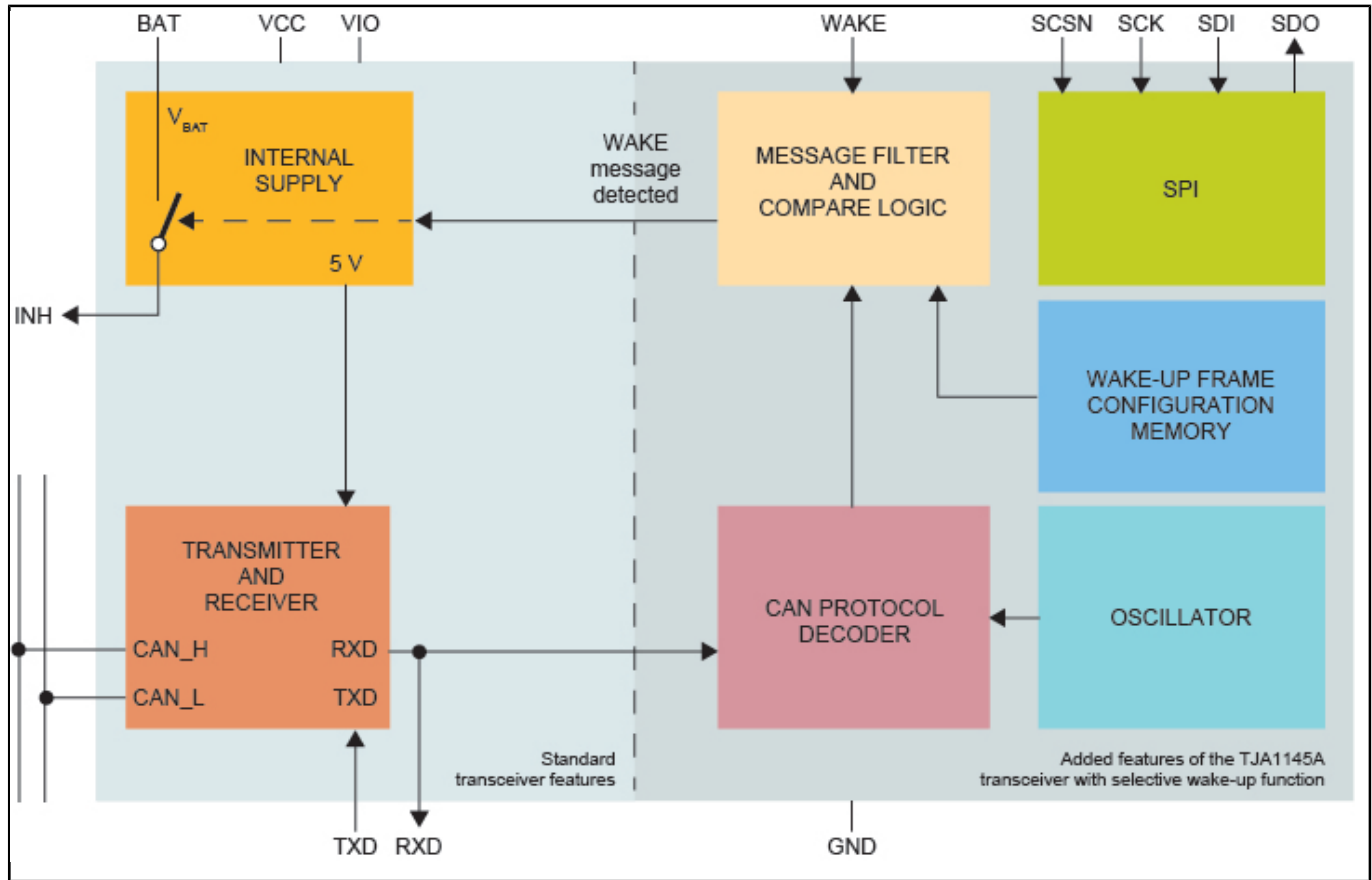 BAT
VCC
VIO
WAKE
SCSN
SCK
SDI
SDO
VBAT
INTERNAL
SUPPLY
5 V
WAKE
message
detected
MESSAGE FILTER
AND
COMPARE LOGIC
SPI
INH
WAKE-UP FRAME
CONFIGURATION
MEMORY
TRANSMITTER
AND
RECEIVER
CAN_H
RXD
CAN_L
TXD
CAN PROTOCOL
DECODER
OSCILLATOR
Standard
transceiver features
Added features of the TJA1145A
transceiver with selective wake-up function
TXD
RXD
GND